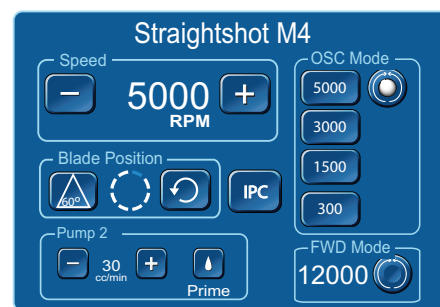 Straightshot M4
Speed
5000
RPM
OSC Mode
5000
3000
1500
300
Blade Position
60°
IPC
Pump 2
30
cc/min
Prime
FWD Mode
12000